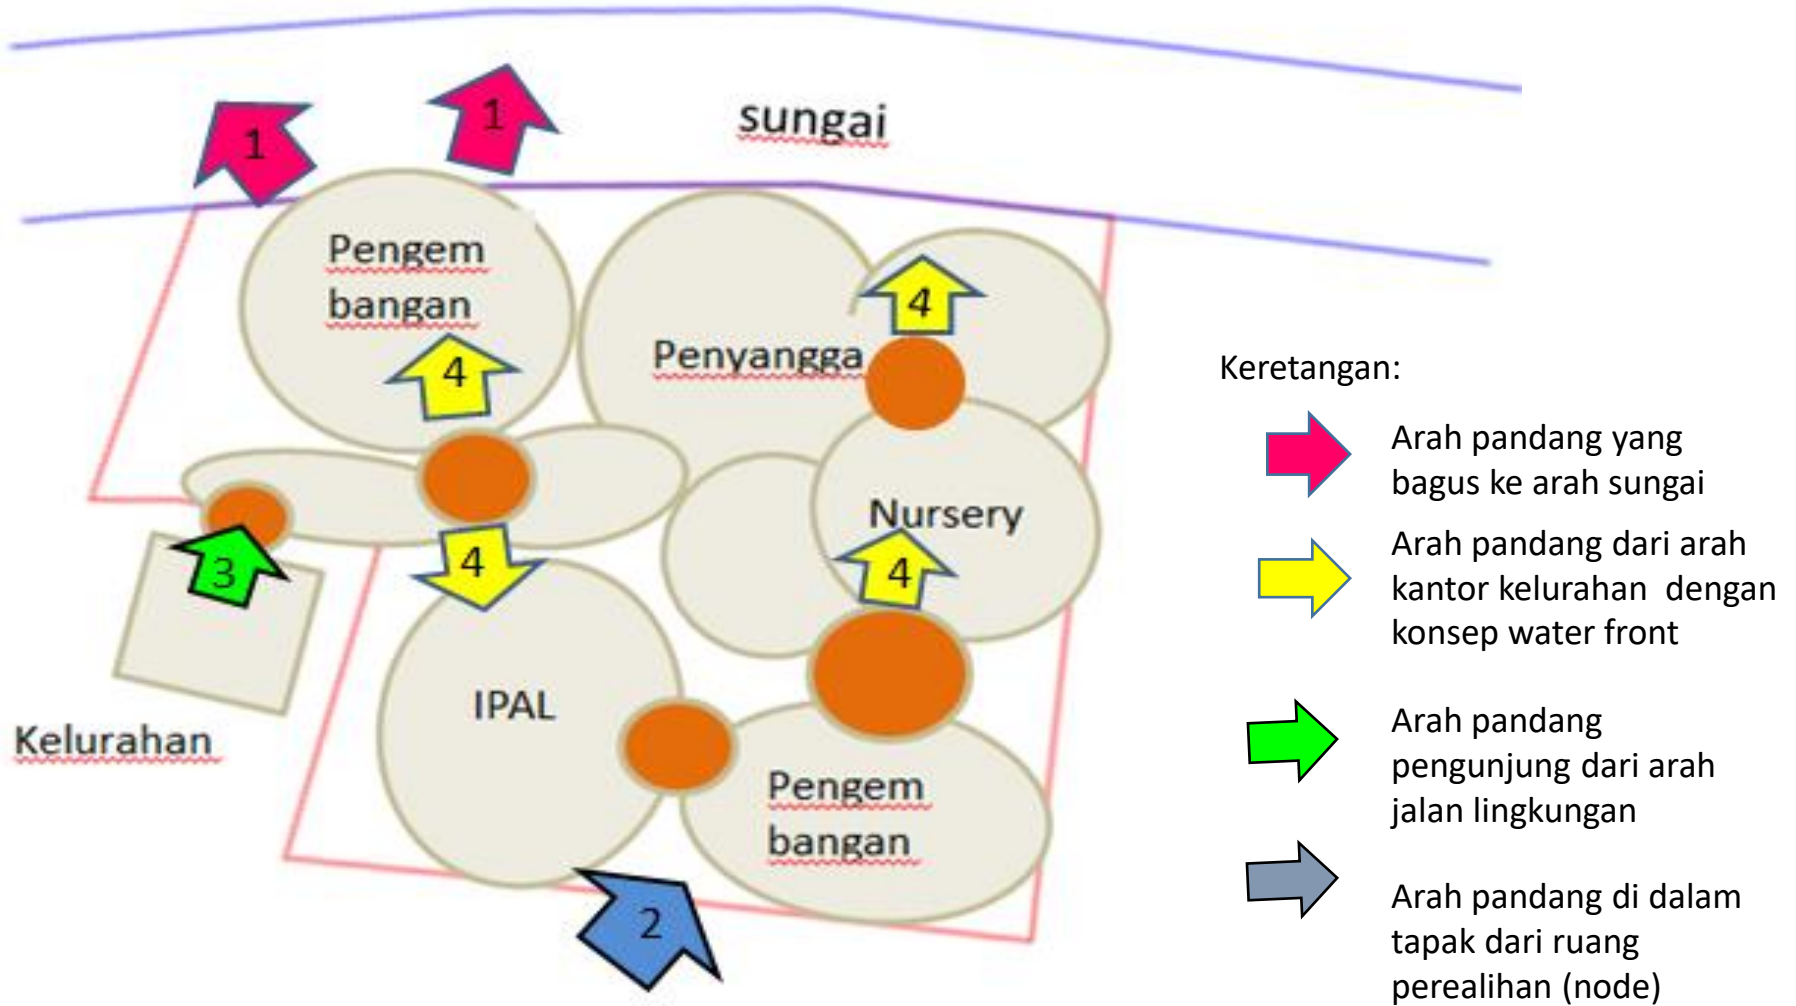 1
1
sungai
Pengem
bangan
4
4
Penyangga
3
4
Nursery
4
IPAL
Kelurahan
Pengem
bangan
2
Keretangan:
Arah pandang yang
bagus ke arah sungai
Arah pandang dari arah
kantor kelurahan dengan
konsep water front
Arah pandang
pengunjung dari arah
jalan lingkungan
Arah pandang di dalam
tapak dari ruang
perealihan (node)